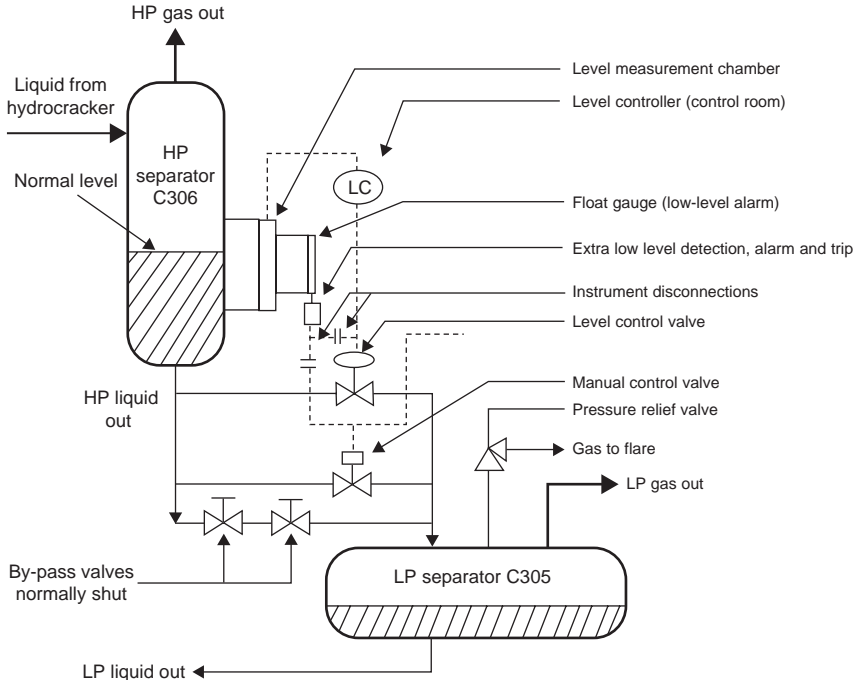 HP gas out
Liquid from
hydrocracker
HP
separator
C306
Normal level
LC
Level measurement chamber
Level controller (control room)
Float gauge (low-level alarm)
Extra low level detection, alarm and trip
Instrument disconnections
Level control valve
Manual control valve
Pressure relief valve
Gas to flare
LP gas out
HP liquid
out
By-pass valves
normally shut
LP separator C305
LP liquid out